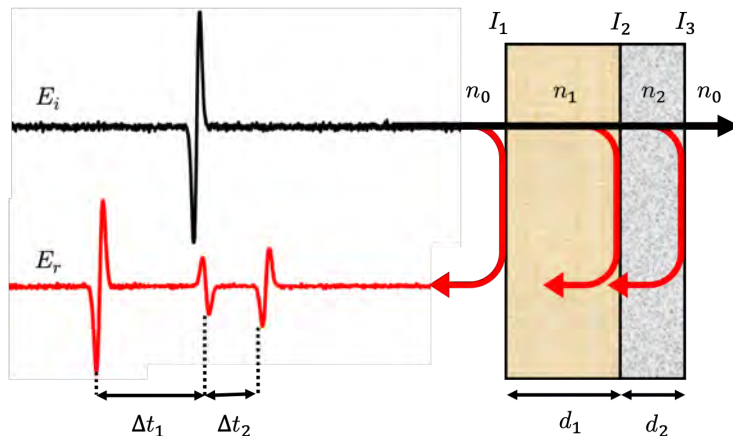 I₁ I₂ I₃
Eᵢ
n₀ n₁ n₂ n₀
Eᵣ
Δt₁ Δt₂
d₁ d₂